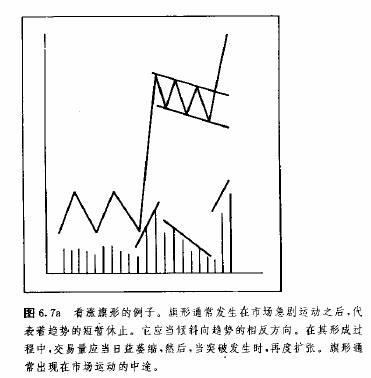 图6.7a 看涨旗形的例子。旗形通常发生在市场急剧运动之后,代
表着趋势的短暂休止。它应当倾斜向趋势的相反方向。在其形成过
程中,交易量应当日益萎缩,然后,当突破发生时,再度扩张。旗形通
常出现在市场运动的中途。